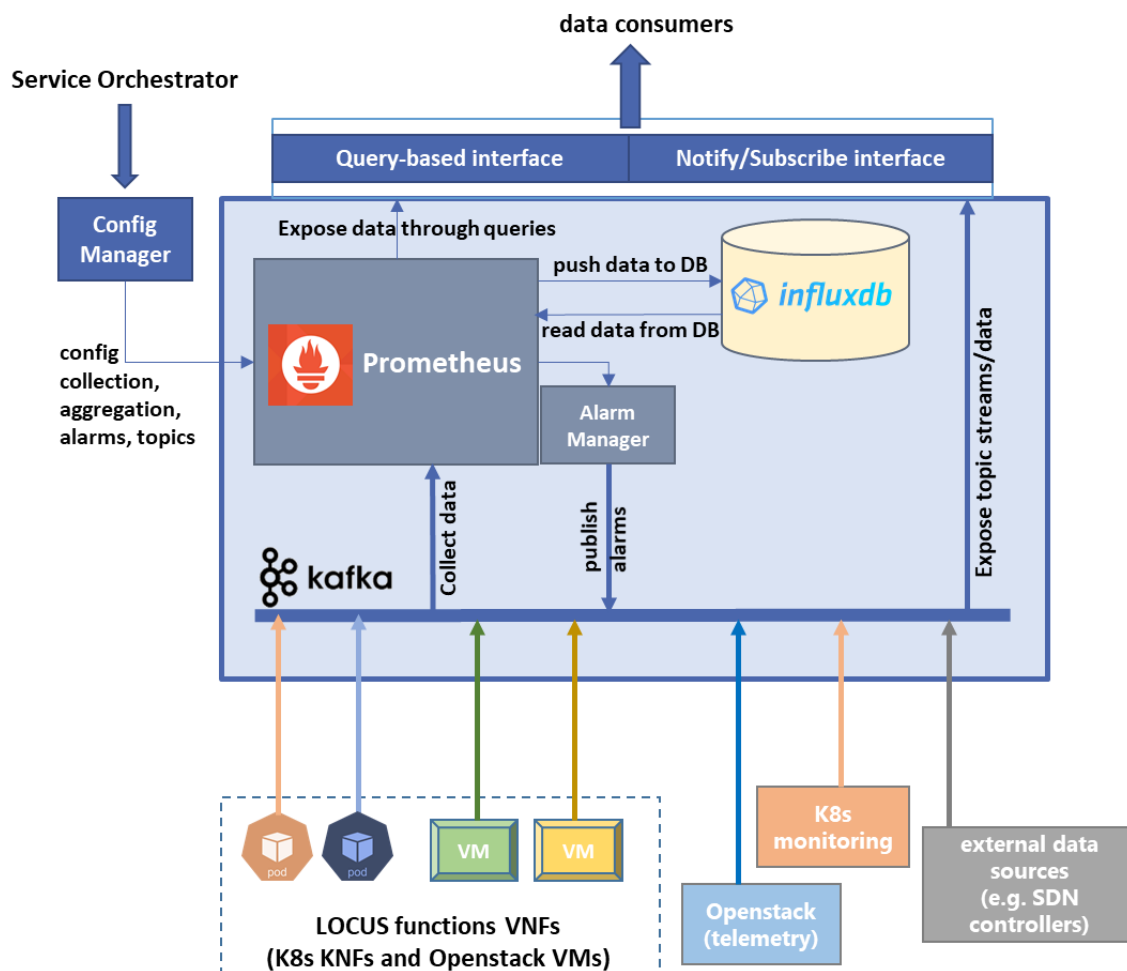 data consumers
Service Orchestrator
Query-based interface
Notify/Subscribe interface
Config
Manager
Expose data through queries
push data to DB
influxdb
read data from DB
Prometheus
config
collection,
aggregation,
alarms, topics
Alarm
Manager
Collect data
publish
alarms
Expose topic streams/data
kafka
pod
pod
VM
VM
LOCUS functions VNFs
(K8s KNFs and Openstack VMs)
Openstack
(telemetry)
K8s
monitoring
external data
sources
(e.g. SDN
controllers)